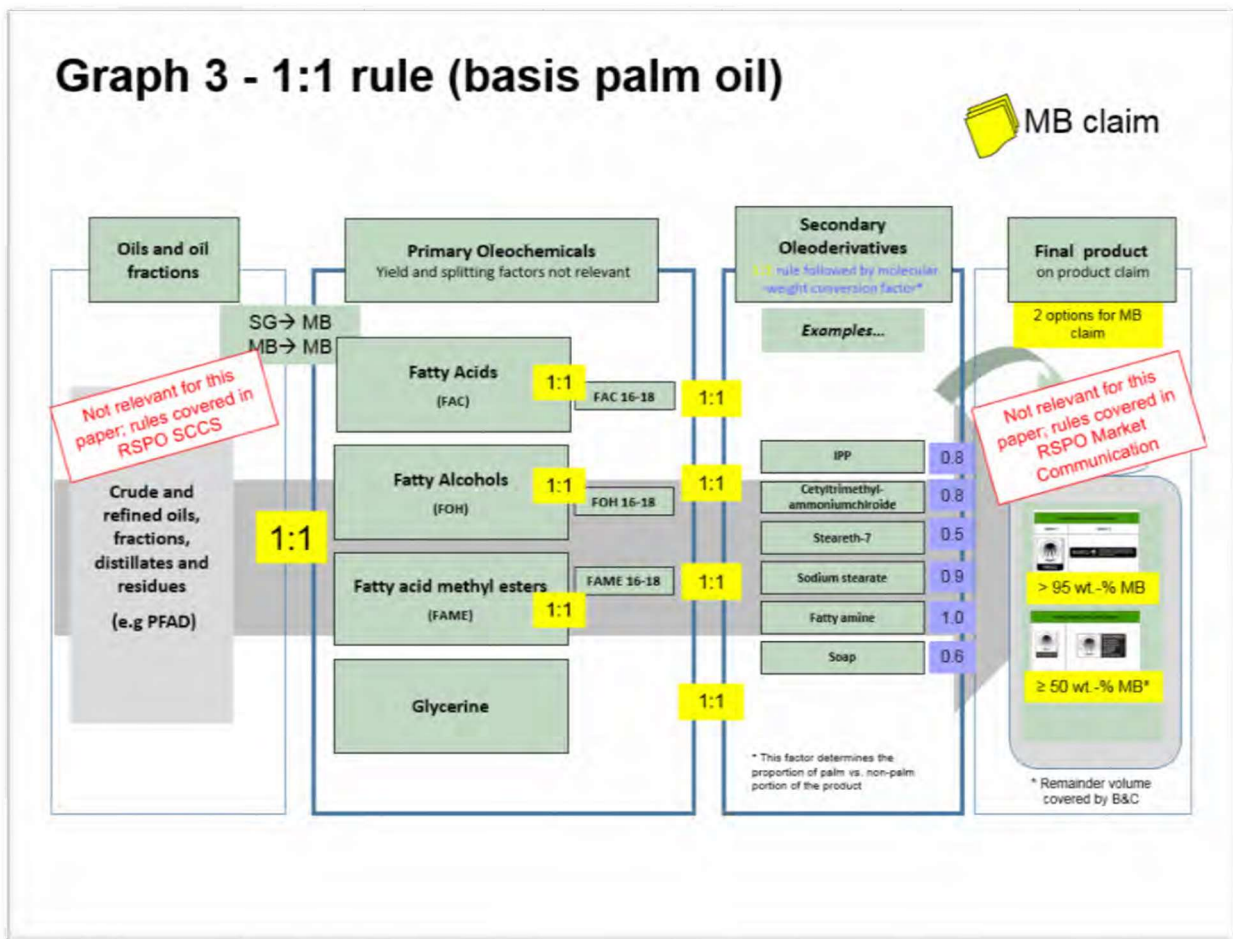 Graph 3 - 1:1 rule (basis palm oil)
MB claim
Oils and oil
fractions
SG→ MB
MB→ MB
Not relevant for this
paper; rules covered in
RSPO SCCS
Crude and
refined oils,
fractions,
distillates and
residues
(e.g PFAD)
1:1
Primary Oleochemicals
Yield and splitting factors not relevant
Fatty Acids
(FAC)
1:1
FAC 16-18
1:1
Fatty Alcohols
(FOH)
1:1
FOH 16-18
1:1
Fatty acid methyl esters
(FAME)
1:1
FAME 16-18
1:1
Glycerine
1:1
Secondary
Oleoderivatives
1:1 rule followed by molecular
weight conversion factor*
Examples...
IPP
0.8
Cetyltrimethyl-
ammoniumchlroide
0.8
Steareth-7
0.5
Sodium stearate
0.9
Fatty amine
1.0
Soap
0.6
* This factor determines the
proportion of palm vs. non-palm
portion of the product
Final product
on product claim
2 options for MB
claim
Not relevant for this
paper; rules covered in
RSPO Market
Communication
> 95 wt.-% MB
≥ 50 wt.-% MB*
* Remainder volume
covered by B&C